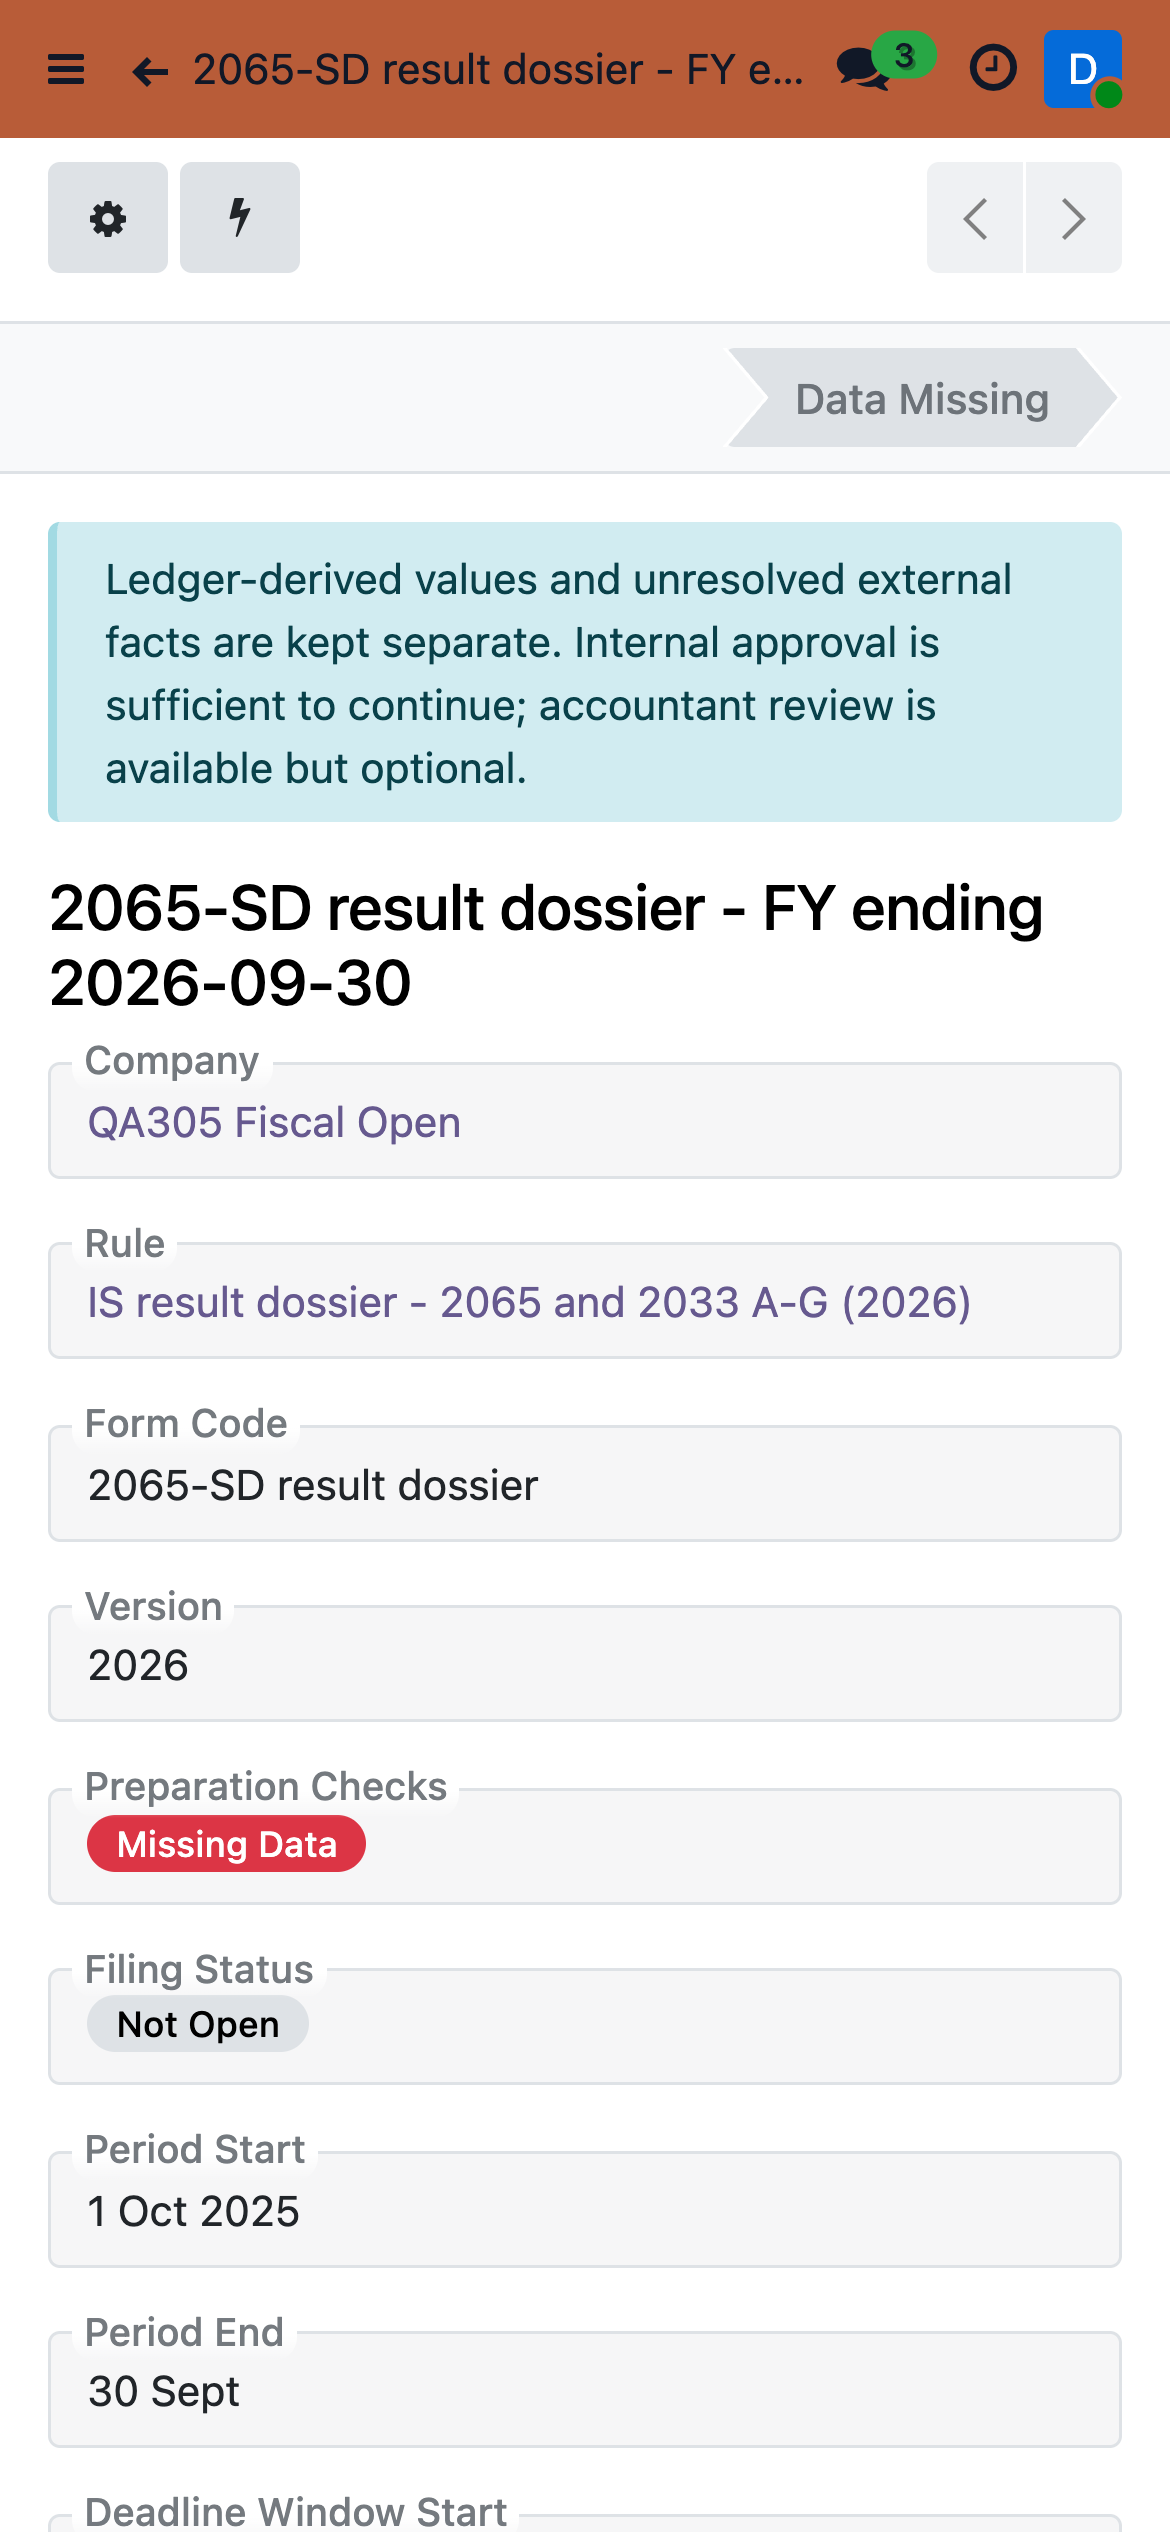 2065-SD result dossier - FY e...
3
D
Data Missing
Ledger-derived values and unresolved external
facts are kept separate. Internal approval is
sufficient to continue; accountant review is
available but optional.
2065-SD result dossier - FY ending
2026-09-30
Company
QA305 Fiscal Open
Rule
IS result dossier - 2065 and 2033 A-G (2026)
Form Code
2065-SD result dossier
Version
2026
Preparation Checks
Missing Data
Filing Status
Not Open
Period Start
1 Oct 2025
Period End
30 Sept
Deadline Window Start